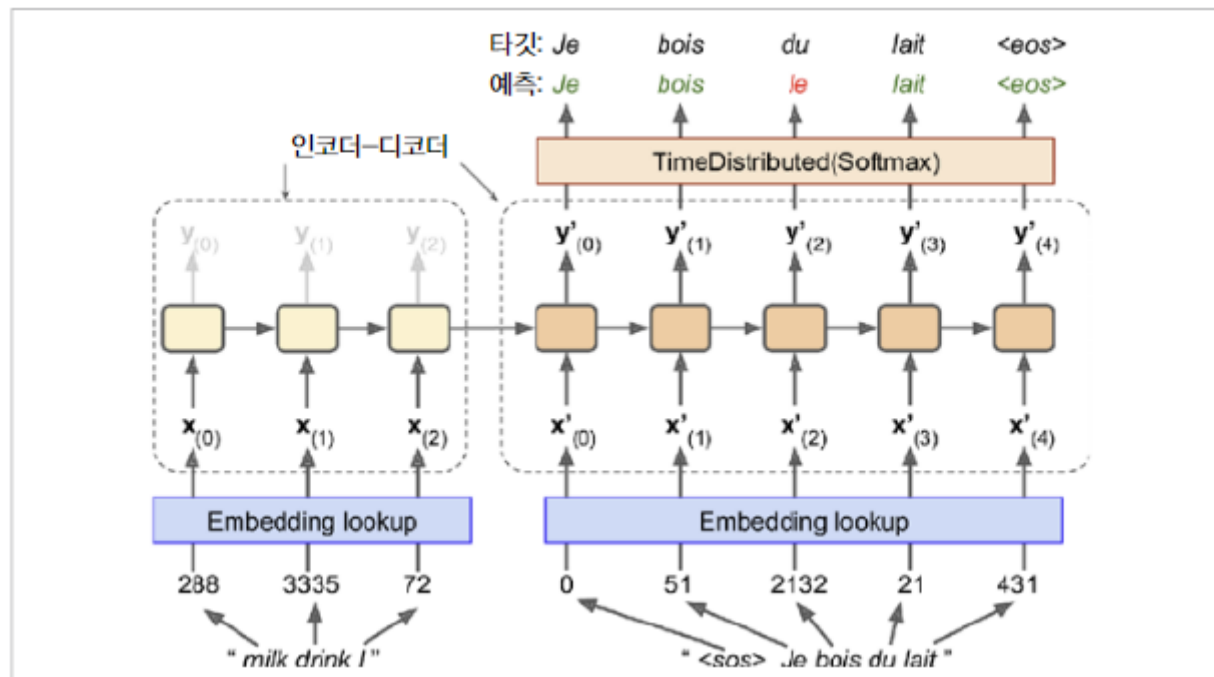 타깃: Je bois du lait <eos>
예측: Je bois le lait <eos>
인코더-디코더
TimeDistributed(Softmax)
y(0) y(1) y(2) y'(0) y'(1) y'(2) y'(3) y'(4)
x(0) x(1) x(2) x'(0) x'(1) x'(2) x'(3) x'(4)
Embedding lookup Embedding lookup
288 3335 72 0 51 2132 21 431
" milk drink I " " <sos> Je bois du lait "